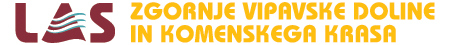 LAS ZGORNJE VIPAVSKE DOLINE
IN KOMENSKEGA KRASA